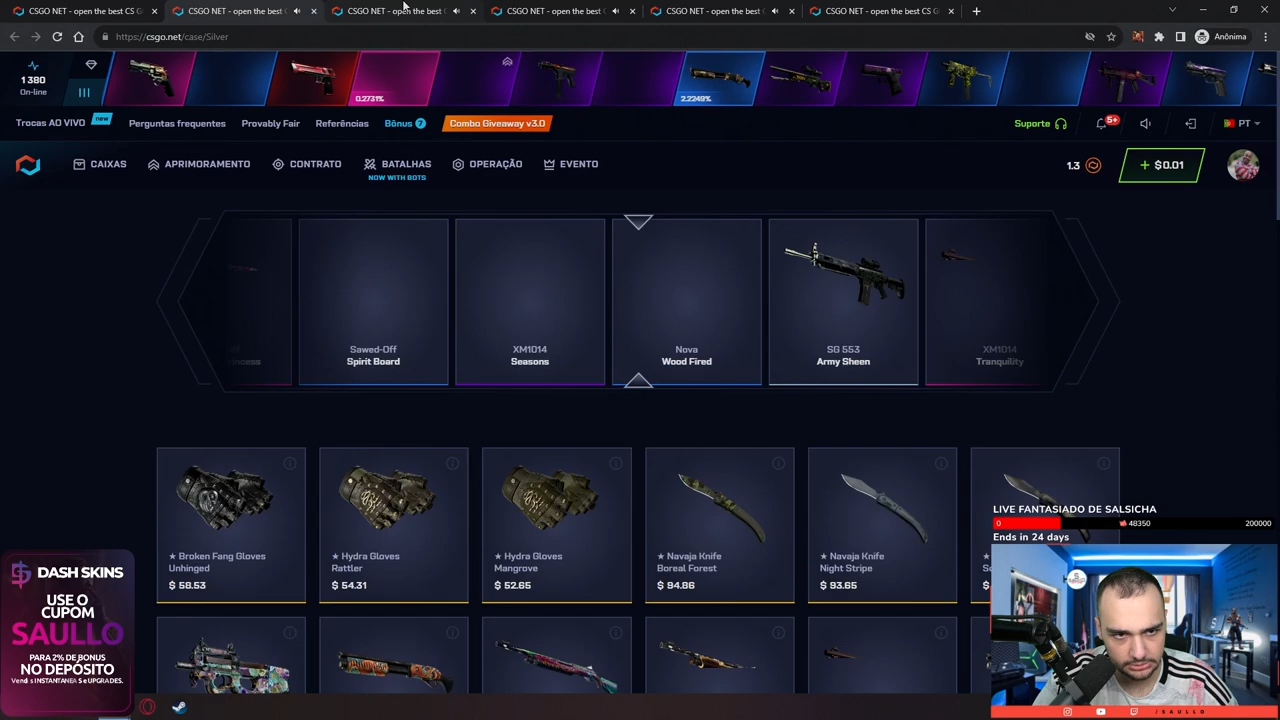 CSGO NET - open the best C
CSGO NET - open the best
CSGO NET - open the best
CSGO NET - open the best
CSGO NET - open the best
CSGO NET - open the best CS G
https://csgo.net/case/Silver
Anônima
1 380
On-line
0.2731%
2.2249%
Trocas AO VIVO
new
Perguntas frequentes
Provably Fair
Referências
Bônus 7
Combo Giveaway v3.0
Suporte
5+
PT
CAIXAS
APRIMORAMENTO
CONTRATO
BATALHAS
NOW WITH BOTS
OPERAÇÃO
EVENTO
1.3
+ $ 0.01
Sawed-Off
Spirit Board
XM1014
Seasons
Nova
Wood Fired
SG 553
Army Sheen
XM1014
Tranquility
★ Broken Fang Gloves
Unhinged
$ 58.53
★ Hydra Gloves
Rattler
$ 54.31
★ Hydra Gloves
Mangrove
$ 52.65
★ Navaja Knife
Boreal Forest
$ 94.86
★ Navaja Knife
Night Stripe
$ 93.65
LIVE FANTASIADO DE SALSICHA
0
48350
200000
Ends in 24 days
DASH SKINS
USE O
CUPOM
SAULLO
PARA 2% DE BONUS
NO DEPÓSITO
SAULLO